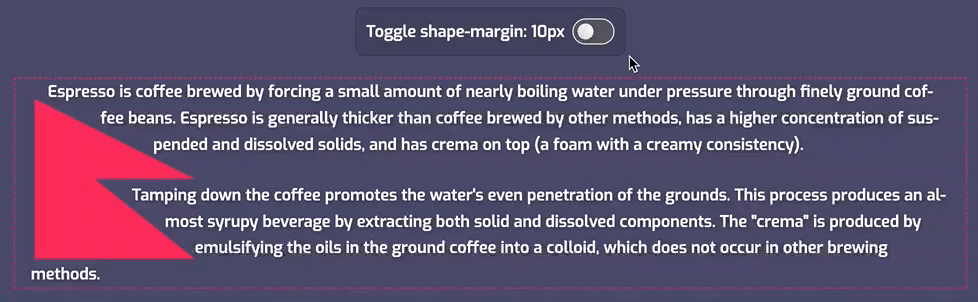 Toggle shape-margin: 10px
Espresso is coffee brewed by forcing a small amount of nearly boiling water under pressure through finely ground cof-
fee beans. Espresso is generally thicker than coffee brewed by other methods, has a higher concentration of sus-
pended and dissolved solids, and has crema on top (a foam with a creamy consistency).
Tamping down the coffee promotes the water's even penetration of the grounds. This process produces an al-
most syrupy beverage by extracting both solid and dissolved components. The "crema" is produced by
emulsifying the oils in the ground coffee into a colloid, which does not occur in other brewing
methods.